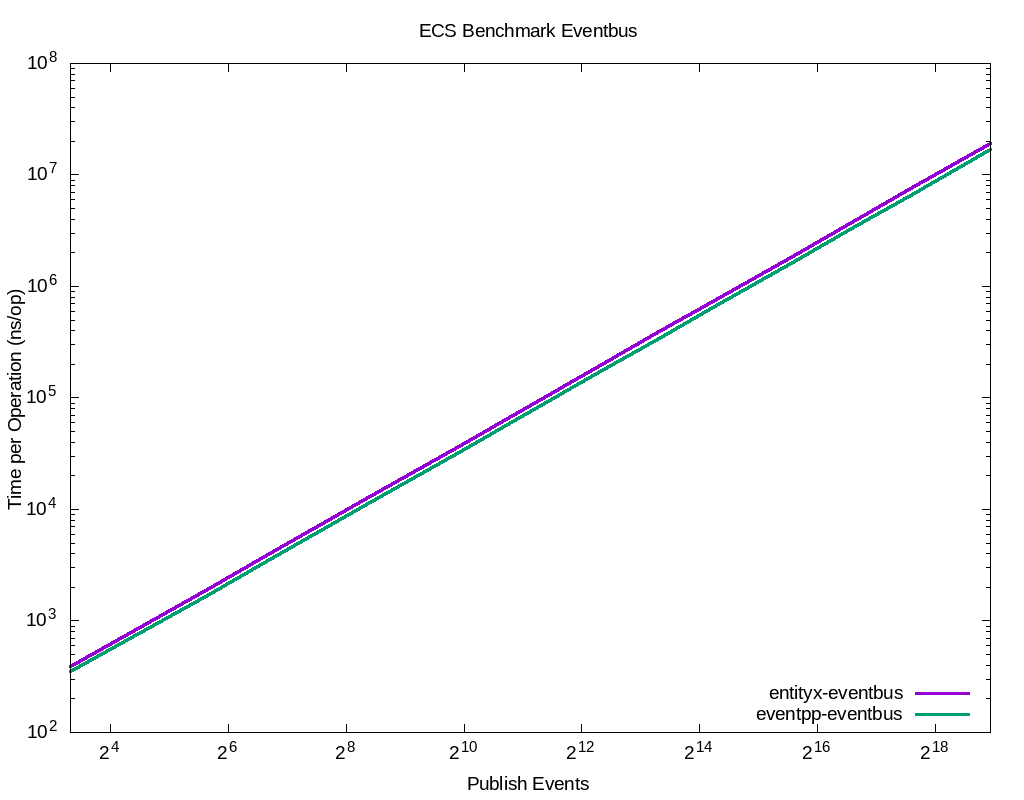 ECS Benchmark Eventbus
10^8
10^7
10^6
10^5
10^4
10^3
10^2
Time per Operation (ns/op)
entityx-eventbus
eventpp-eventbus
2^4 2^6 2^8 2^10 2^12 2^14 2^16 2^18
Publish Events